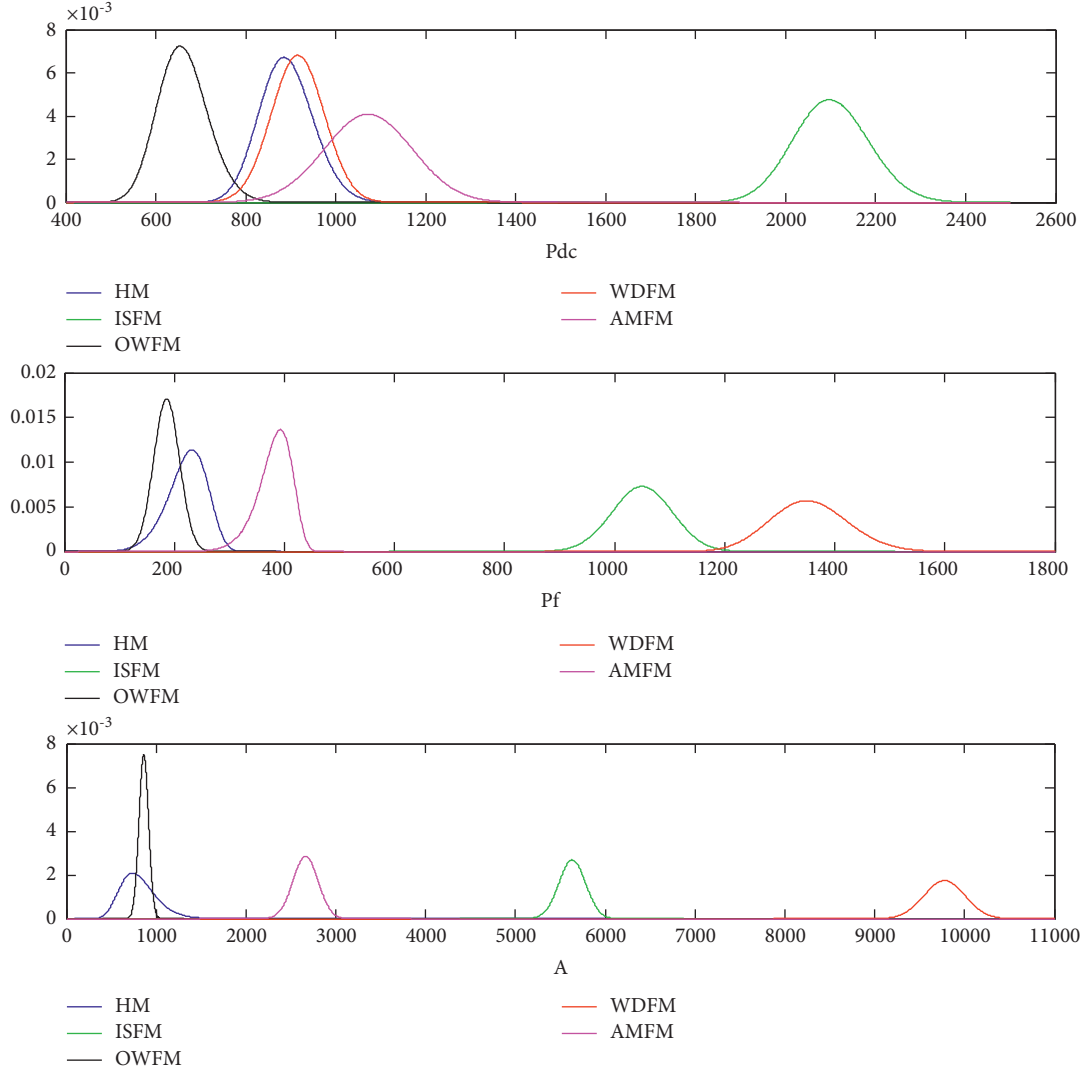 ×10-3
8
6
4
2
0
400 600 800 1000 1200 1400 1600 1800 2000 2200 2400 2600
Pdc
HM WDFM
ISFM AMFM
OWFM
0.02
0.015
0.01
0.005
0
0 200 400 600 800 1000 1200 1400 1600 1800
Pf
HM WDFM
ISFM AMFM
OWFM
×10-3
8
6
4
2
0
0 1000 2000 3000 4000 5000 6000 7000 8000 9000 10000 11000
A
HM WDFM
ISFM AMFM
OWFM